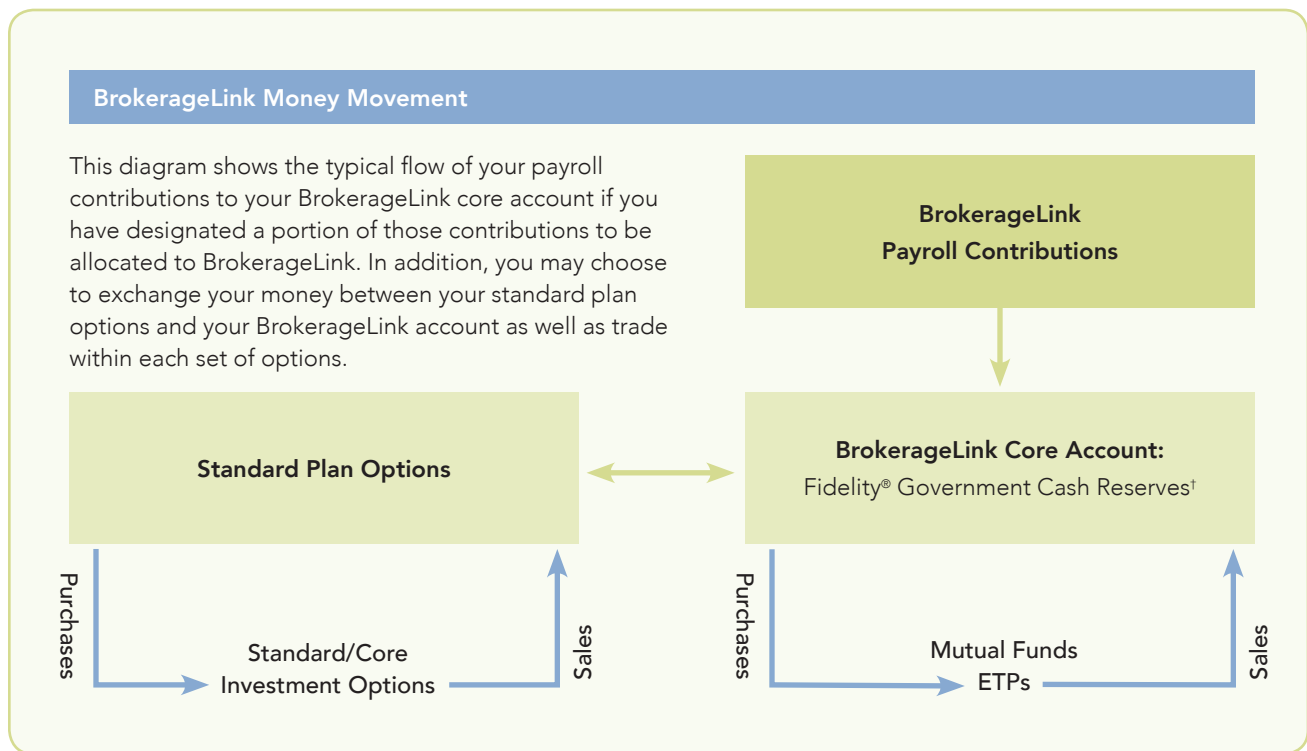 BrokerageLink Money Movement
This diagram shows the typical flow of your payroll
contributions to your BrokerageLink core account if you
have designated a portion of those contributions to be
allocated to BrokerageLink. In addition, you may choose
to exchange your money between your standard plan
options and your BrokerageLink account as well as trade
within each set of options.
BrokerageLink
Payroll Contributions
Standard Plan Options
BrokerageLink Core Account:
Fidelity® Government Cash Reserves†
Purchases
Standard/Core
Investment Options
Sales
Purchases
Mutual Funds
ETPs
Sales